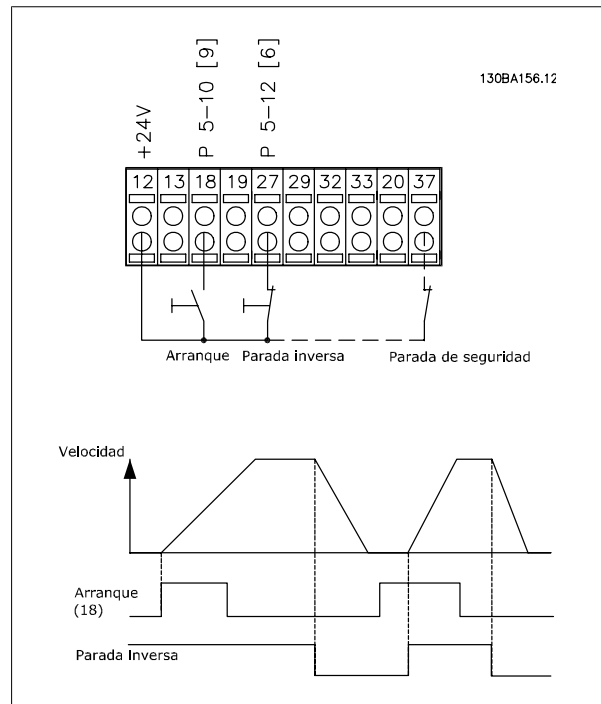 P 5-10 [9]
P 5-12 [6]
+24V
130BA156.12
12 13 18 19 27 29 32 33 20 37
Arranque Parada inversa Parada de seguridad
Velocidad
Arranque
(18)
Parada Inversa